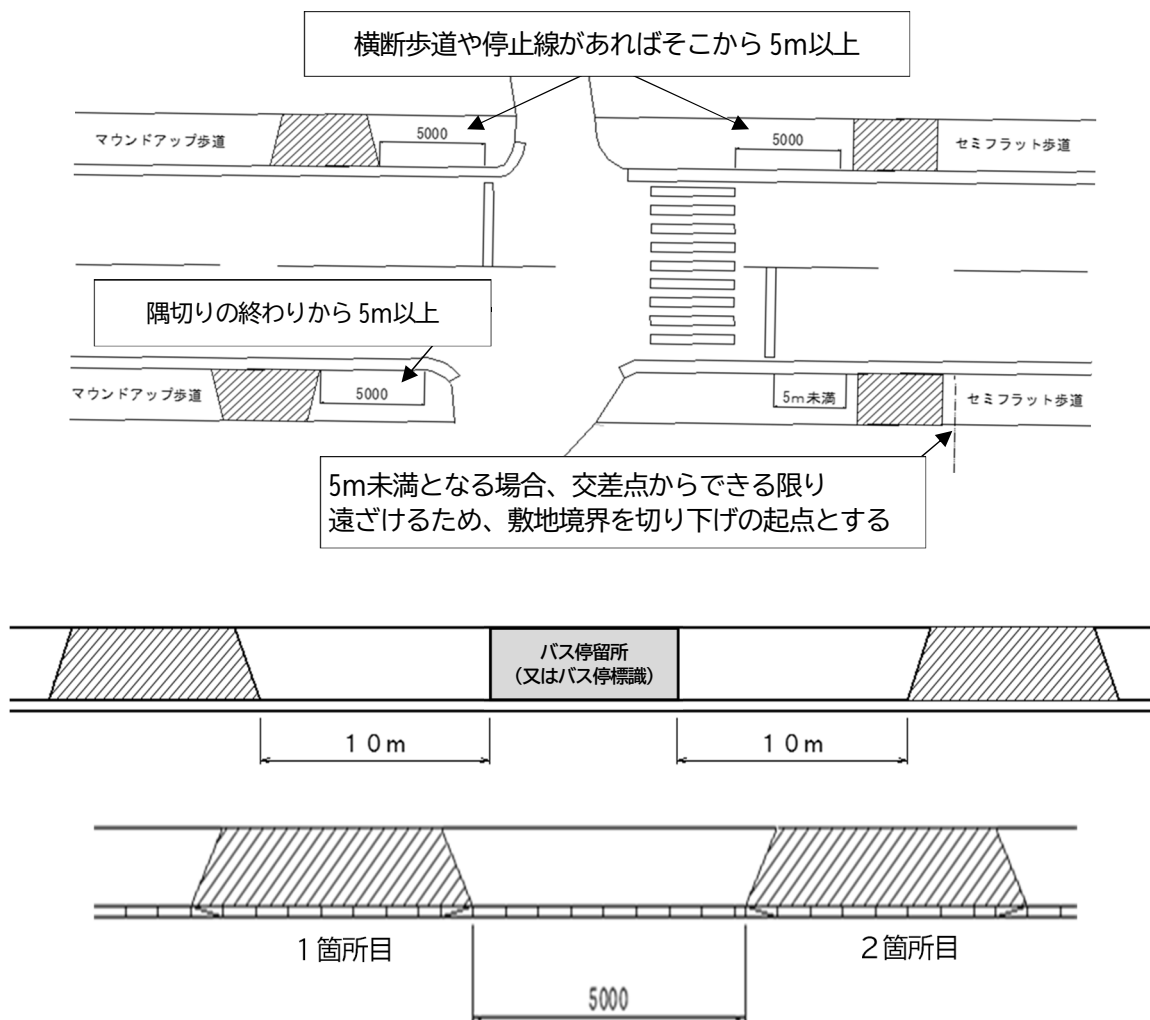 横断歩道や停止線があればそこから 5m以上
マウンドアップ歩道
5000
5000
セミフラット歩道
隅切りの終わりから 5m以上
マウンドアップ歩道
5000
5m未満
セミフラット歩道
5m未満となる場合、交差点からできる限り
遠ざけるため、敷地境界を切り下げの起点とする
バス停留所
（又はバス停標識）
10m
10m
1箇所目
2箇所目
5000